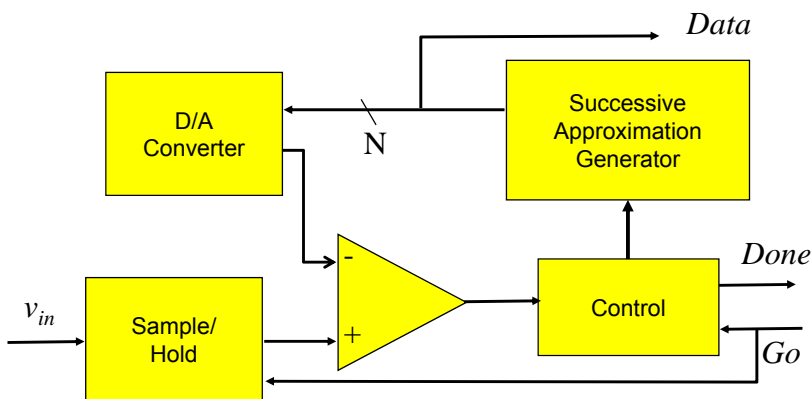 Data
D/A
Converter
N
Successive
Approximation
Generator
-
+
v_in
Sample/
Hold
Control
Done
Go